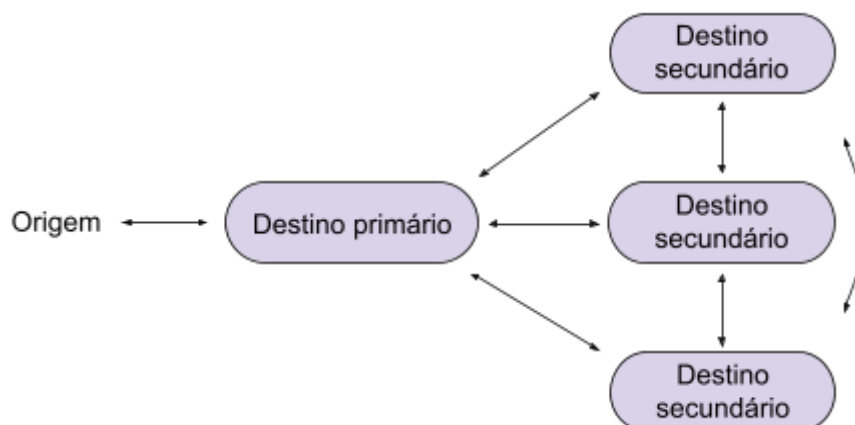 Destino
secundário
Origem
Destino primário
Destino
secundário
Destino
secundário